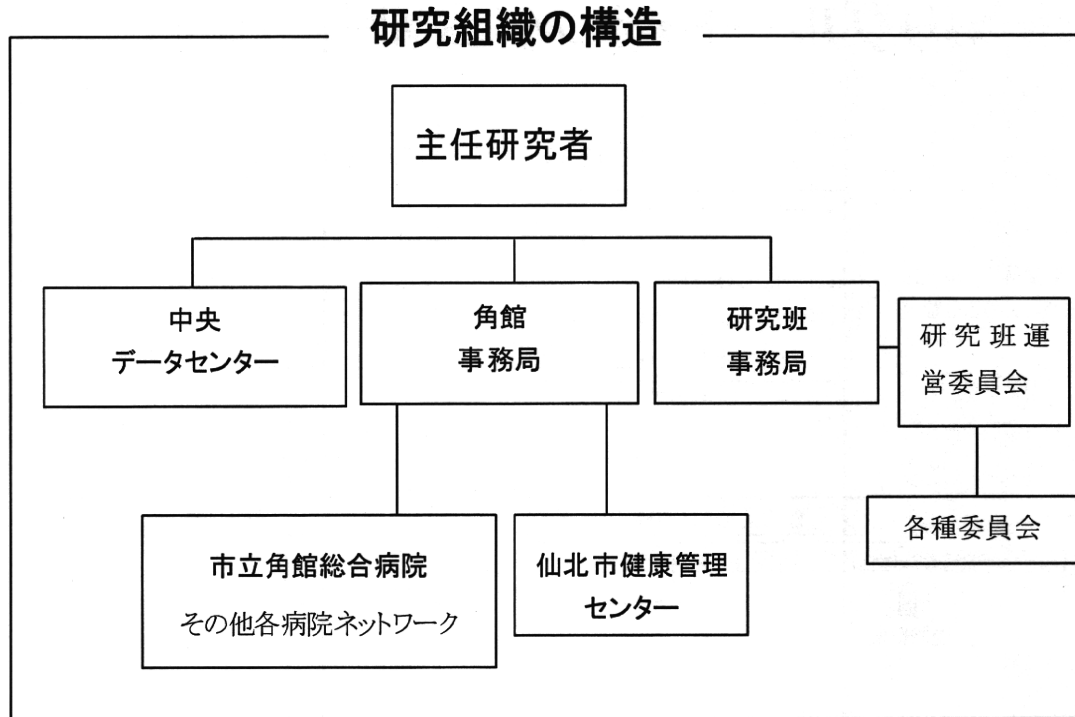 研究組織の構造
主任研究者
中央
データセンター
角館
事務局
研究班
事務局
研究班運
営委員会
市立角館総合病院
その他各病院ネットワーク
仙北市健康管理
センター
各種委員会